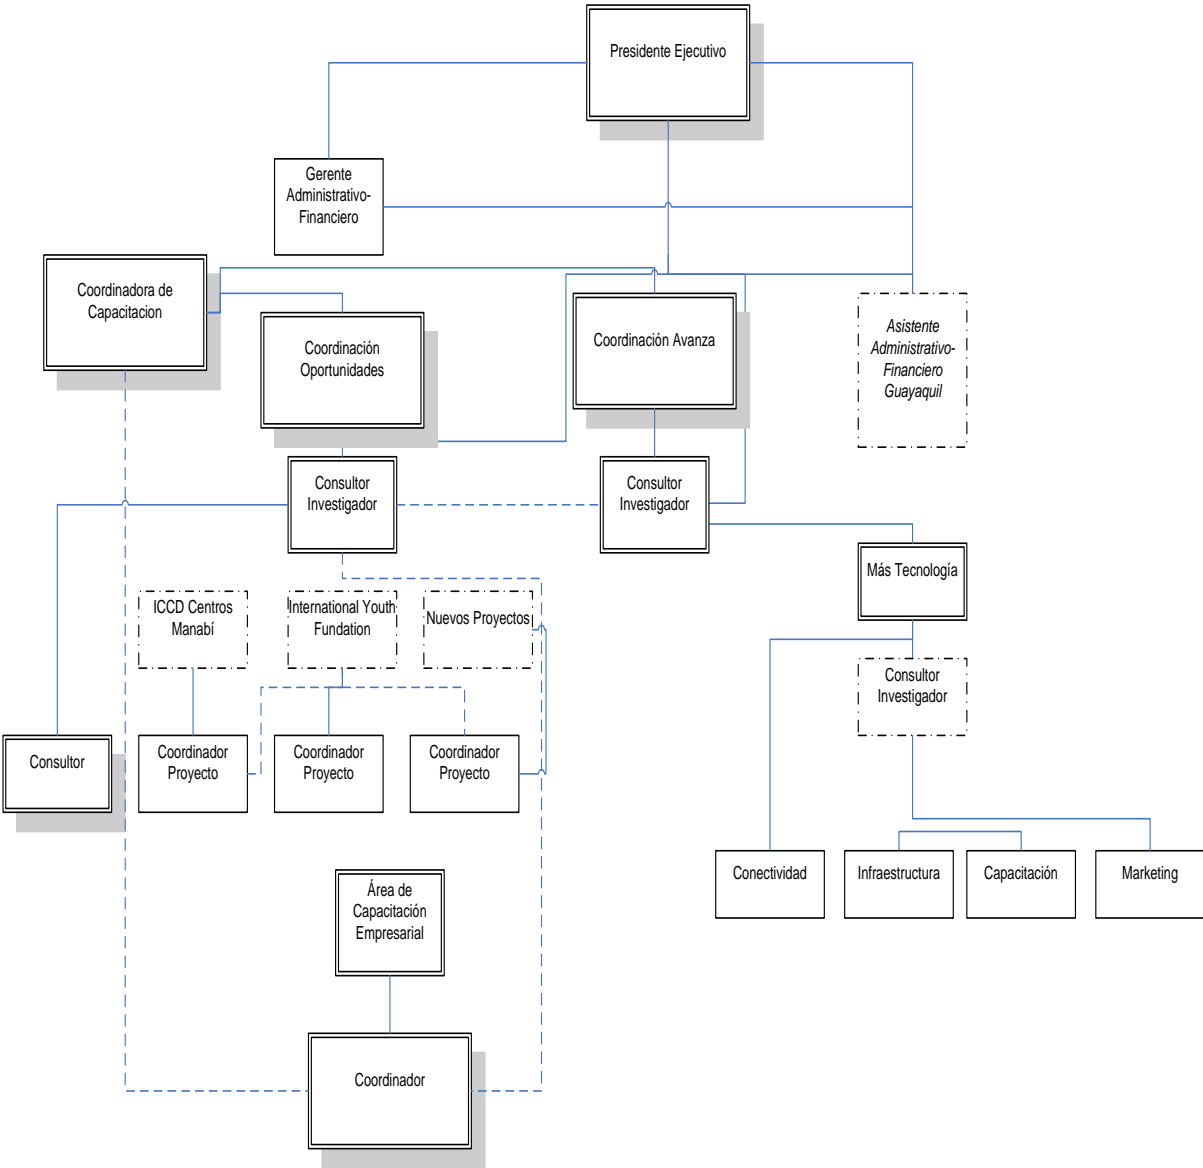 Presidente Ejecutivo
Gerente
Administrativo-
Financiero
Coordinadora de
Capacitacion
Coordinación
Oportunidades
Coordinación Avanza
Asistente
Administrativo-
Financiero
Guayaquil
Consultor
Investigador
Consultor
Investigador
Más Tecnología
ICCD Centros
Manabí
International Youth
Fundation
Nuevos Proyectos
Consultor
Investigador
Consultor
Coordinador
Proyecto
Coordinador
Proyecto
Coordinador
Proyecto
Conectividad
Infraestructura
Capacitación
Marketing
Área de
Capacitación
Empresarial
Coordinador